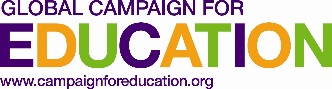 GLOBAL CAMPAIGN FOR
EDUCATION
www.campaignforeducation.org